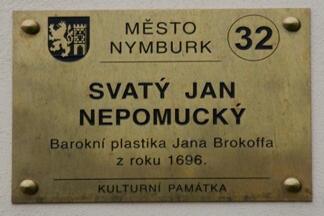 MĚSTO
NYMBURK
32
SVATÝ JAN
NEPOMUCKÝ
Barokní plastika Jana Brokoffa
z roku 1696.
KULTURNÍ PAMÁTKA